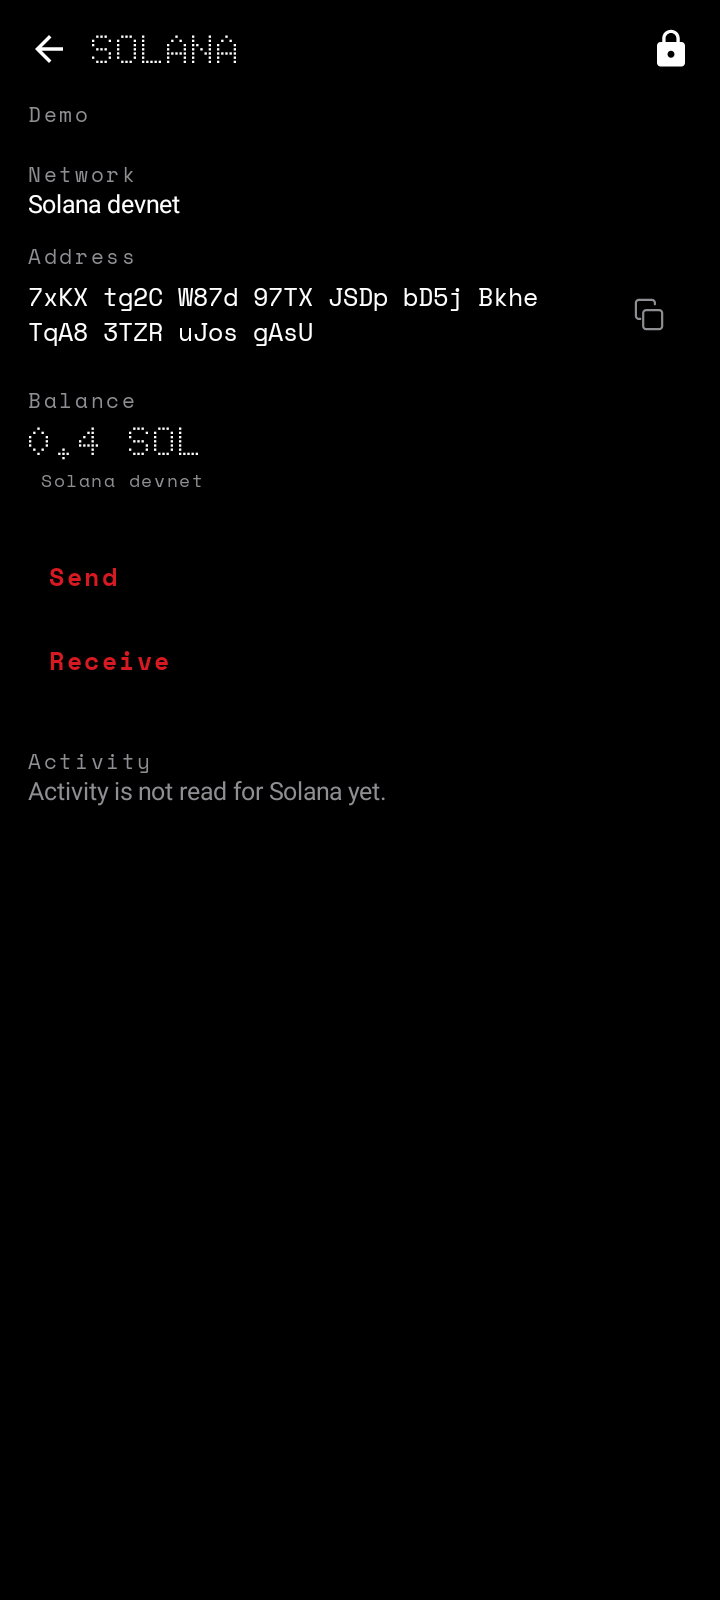 SOLANA
Demo
Network
Solana devnet
Address
7xKX tg2C W87d 97TX JSDp bD5j Bkhe
TqA8 3TZR uJos gAsU
Balance
0,4 SOL
Solana devnet
Send
Receive
Activity
Activity is not read for Solana yet.